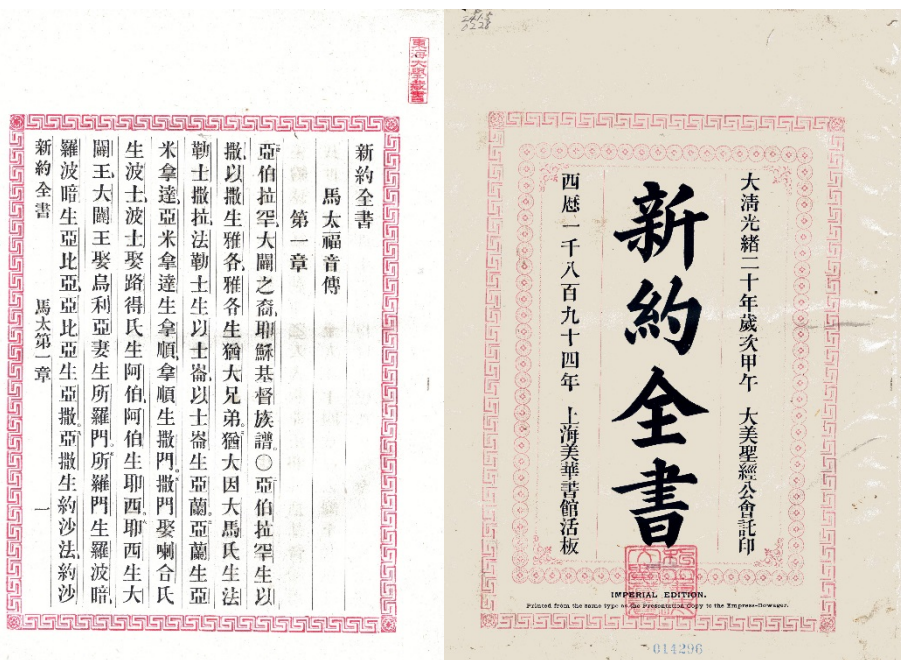 大清光緒二十年歲次甲午 大美聖經公會託印
新約全書
西曆一千八百九十四年 上海美華書館活板
IMPERIAL EDITION.
Printed from the same type as the Presentation Copy to the Empress-Dowager.
014296
東海大學藏書
新約全書
馬太福音傳
第一章
亞伯拉罕、大闢之裔、耶穌基督族譜。○亞伯拉罕生以
撒、以撒生雅各、雅各生猶大兄弟、猶大因大馬氏生法
勒士撒拉、法勒士生以士崙、以士崙生亞蘭、亞蘭生亞
米拿達、亞米拿達生拿順、拿順生撒門、撒門娶喇合氏
生波士、波士娶路得氏生阿伯、阿伯生耶西、耶西生大
闢王、大闢王娶烏利亞妻生所羅門、所羅門生羅波暗、
羅波暗生亞比亞、亞比亞生亞撒、亞撒生約沙法、約沙
新約全書 馬太第一章 一